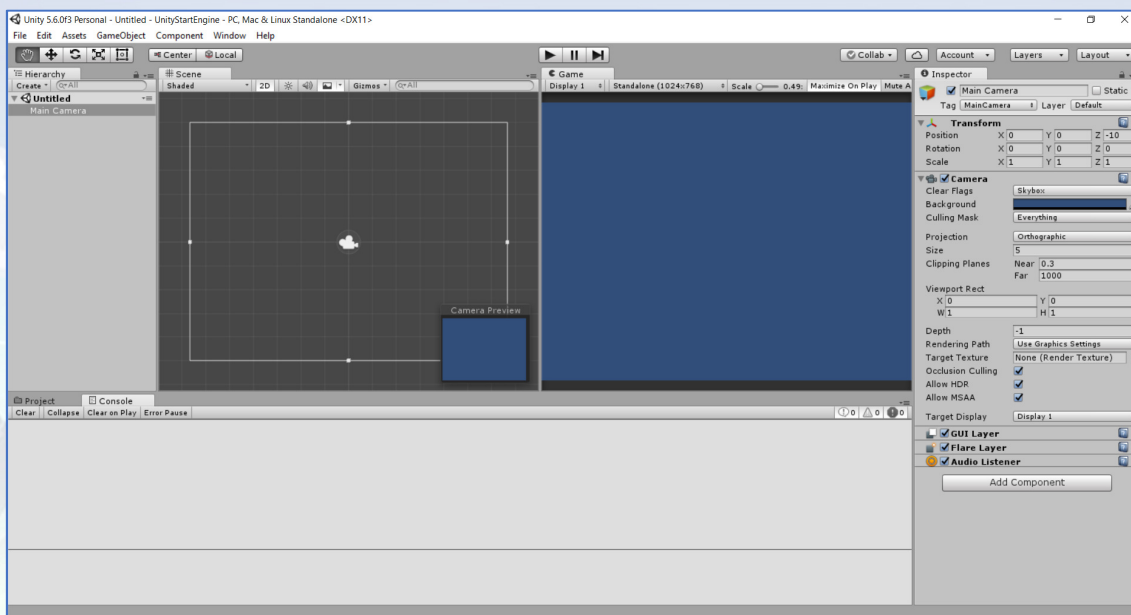 Unity 5.6.0f3 Personal - Untitled - UnityStartEngine - PC, Mac & Linux Standalone <DX11>
File Edit Assets GameObject Component Window Help
Center Local
Collab Account Layers Layout
Hierarchy
Create All
Untitled
Main Camera
Scene
Shaded 2D Gizmos All
Camera Preview
Game
Display 1 Standalone (1024x768) Scale 0.49: Maximize On Play Mute A
Inspector
Main Camera Static
Tag MainCamera Layer Default
Transform
Position X 0 Y 0 Z -10
Rotation X 0 Y 0 Z 0
Scale X 1 Y 1 Z 1
Camera
Clear Flags Skybox
Background
Culling Mask Everything
Projection Orthographic
Size 5
Clipping Planes Near 0.3
Far 1000
Viewport Rect
X 0 Y 0
W 1 H 1
Depth -1
Rendering Path Use Graphics Settings
Target Texture None (Render Texture)
Occlusion Culling
Allow HDR
Allow MSAA
Target Display Display 1
GUI Layer
Flare Layer
Audio Listener
Add Component
Project Console
Clear Collapse Clear on Play Error Pause 0 0 0